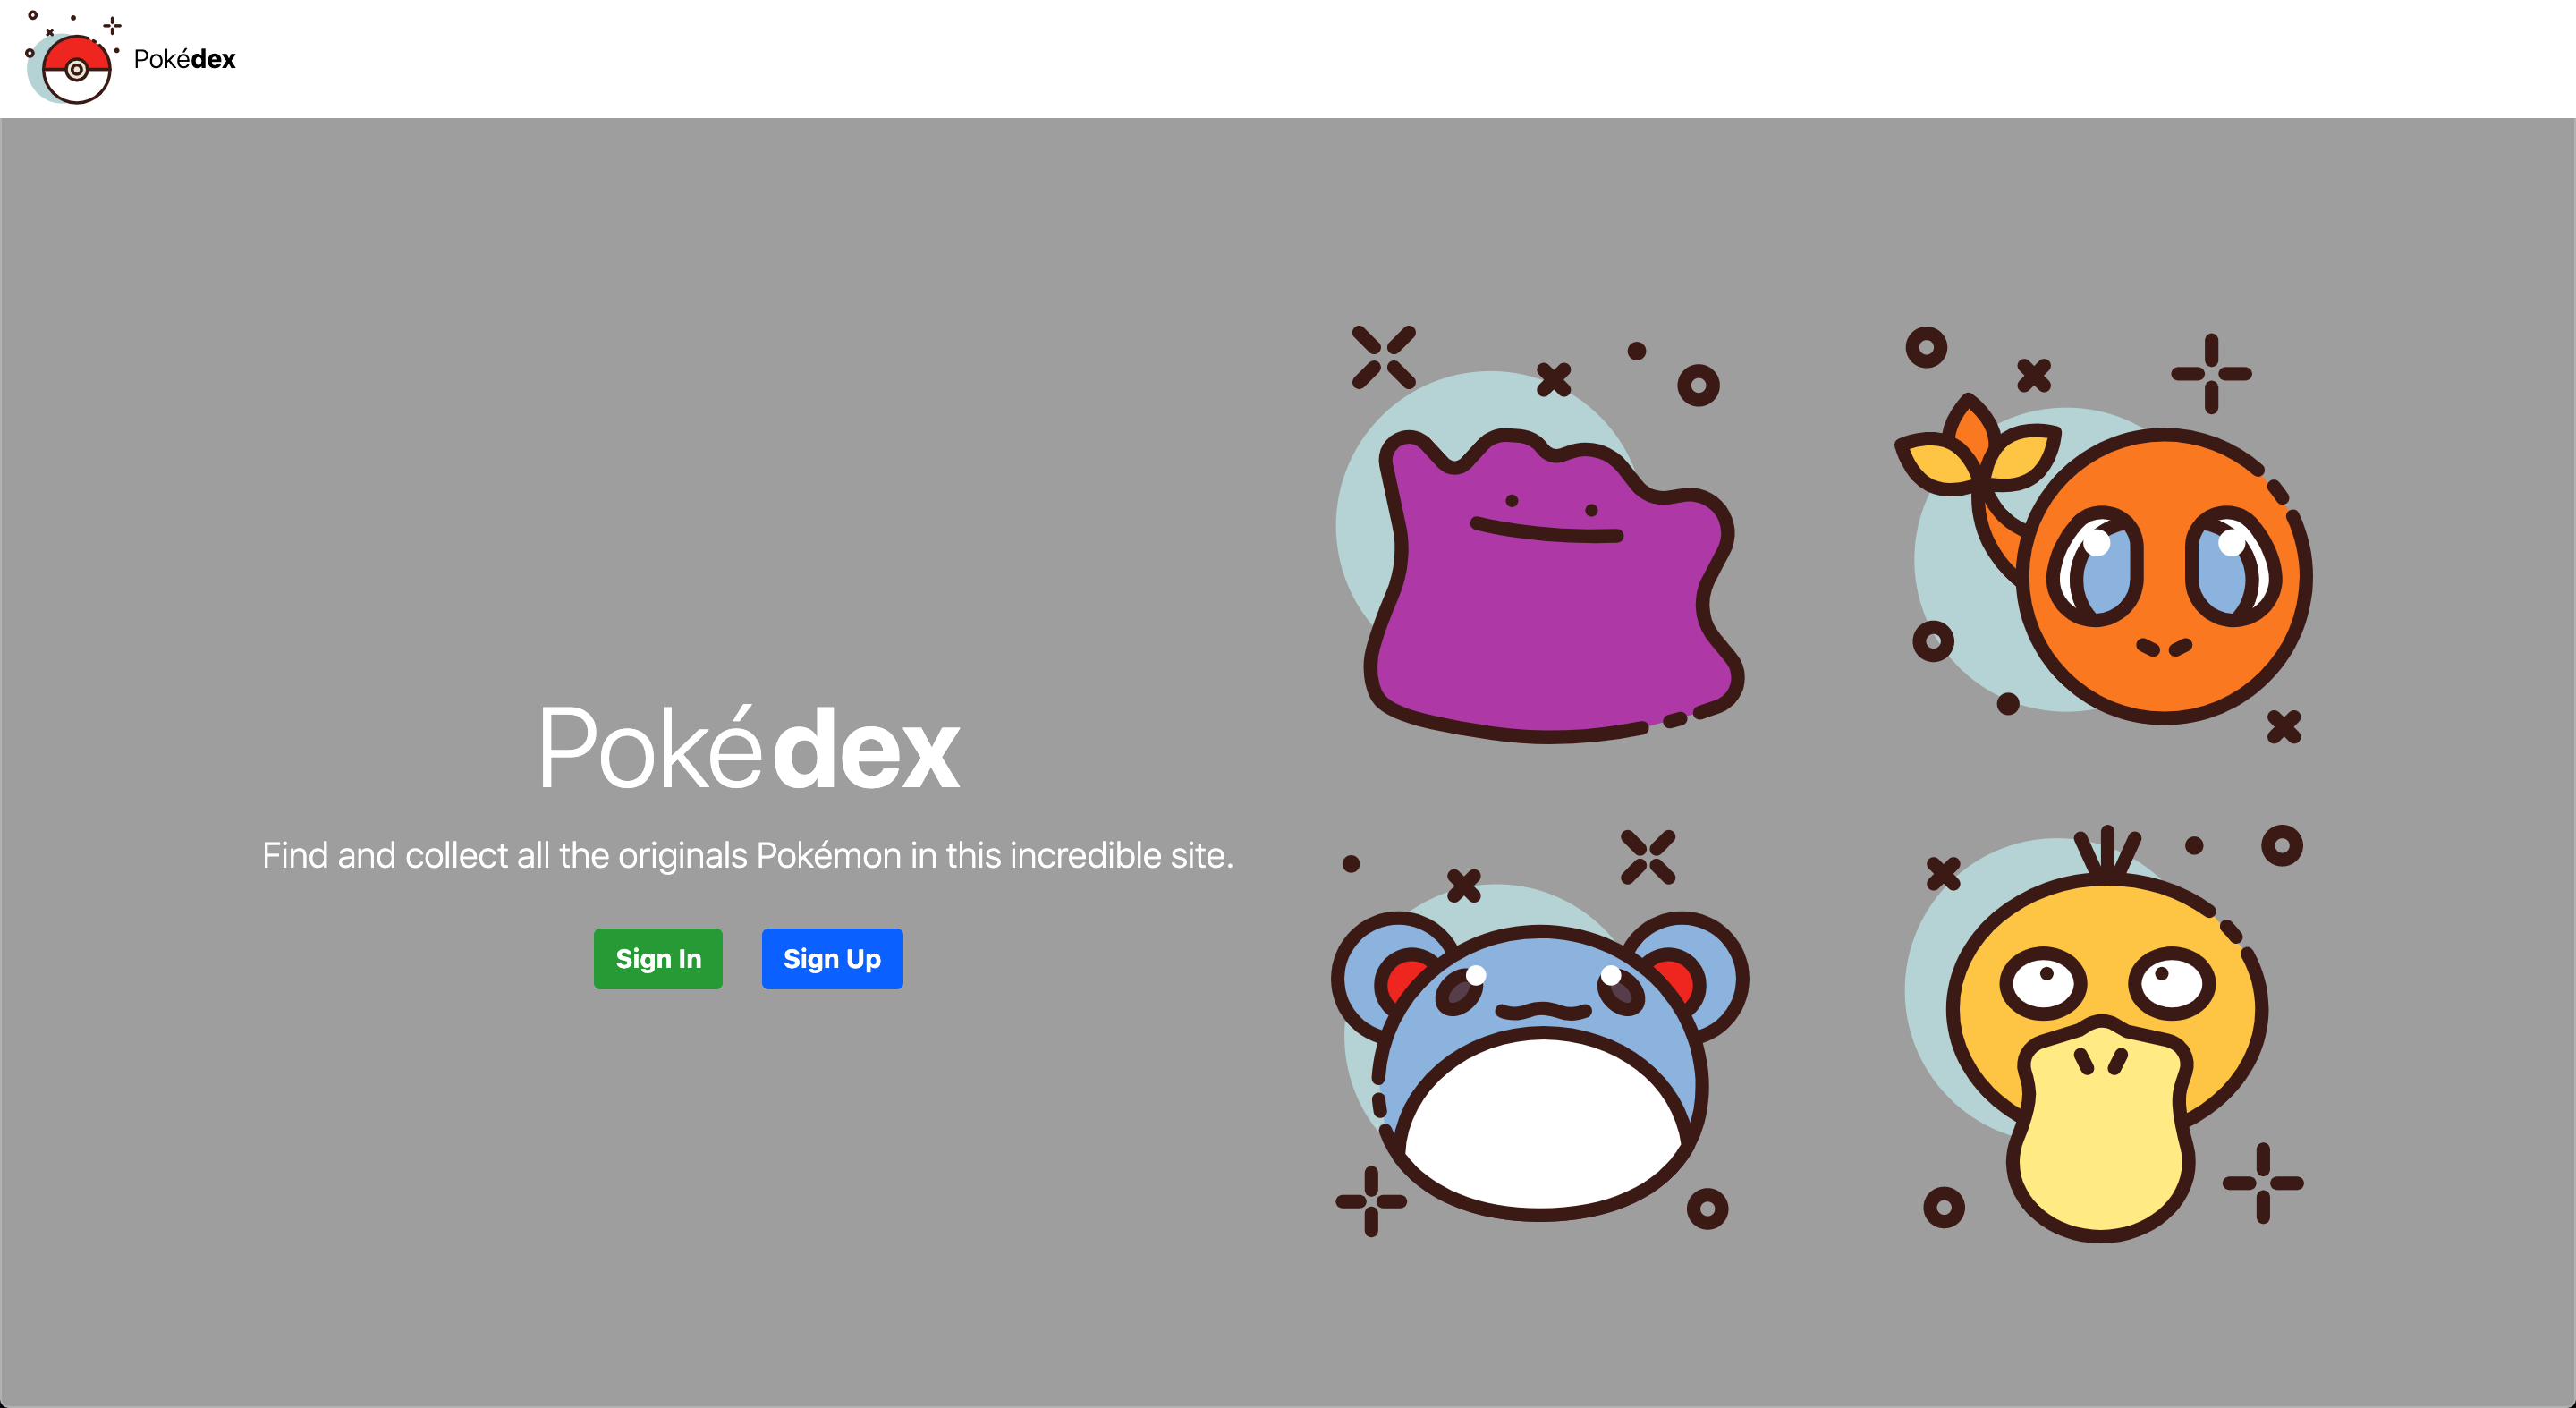 Pokédex
Pokédex
Find and collect all the originals Pokémon in this incredible site.
Sign In
Sign Up